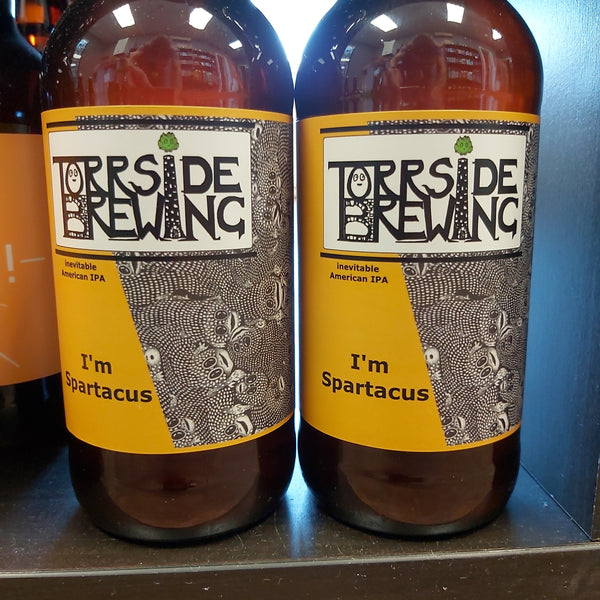 TORRSIDE
BREWING
inevitable
American IPA
I'm
Spartacus
TORRSIDE
BREWING
inevitable
American IPA
I'm
Spartacus
!